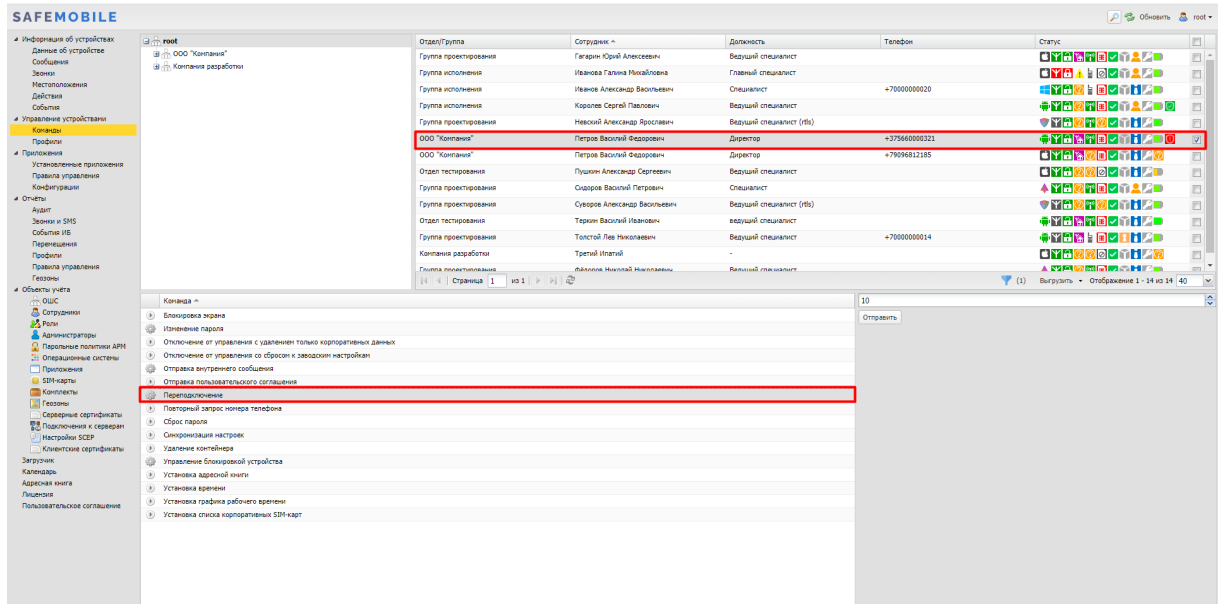 SAFEMOBILE
Обновить root
Информация об устройствах
Данные об устройстве
Сообщения
Звонки
Местоположения
Действия
События
Управление устройствами
Команды
Профили
Приложения
Установленные приложения
Правила управления
Конфигурации
Отчёты
Аудит
Звонки и SMS
События ИБ
Перемещения
Профили
Правила управления
Геозоны
Объекты учёта
ОШС
Сотрудники
Роли
Администраторы
Парольные политики АРМ
Операционные системы
Приложения
SIM-карты
Комплекты
Геозоны
Серверные сертификаты
Подключения к серверам
Настройки SCEP
Клиентские сертификаты
Загрузчик
Календарь
Адресная книга
Лицензия
Пользовательское соглашение
root
ООО "Компания"
Компания разработки
Отдел/Группа Сотрудник Должность Телефон Статус
Группа проектирования Гагарин Юрий Алексеевич Ведущий специалист
Группа исполнения Иванова Галина Михайловна Главный специалист
Группа исполнения Иванов Александр Васильевич Специалист +70000000020
Группа исполнения Королев Сергей Павлович Ведущий специалист
Группа проектирования Невский Александр Ярославич Ведущий специалист (rtls)
ООО "Компания" Петров Василий Федорович Директор +375660000321
ООО "Компания" Петров Василий Федорович Директор +79096812185
Отдел тестирования Пушкин Александр Сергеевич Ведущий специалист
Группа проектирования Сидоров Василий Петрович Специалист
Группа проектирования Суворов Александр Васильевич Ведущий специалист (rtls)
Отдел тестирования Теркин Василий Иванович ведущий специалист
Группа проектирования Толстой Лев Николаевич Ведущий специалист +70000000014
Компания разработки Третий Ипатий -
Группа проектирования Фёдоров Николай Николаевич Ведущий специалист
Страница 1 из 1 (1) Выгрузить Отображение 1 - 14 из 14 40
Команда
Блокировка экрана
Изменение пароля
Отключение от управления с удалением только корпоративных данных
Отключение от управления со сбросом к заводским настройкам
Отправка внутреннего сообщения
Отправка пользовательского соглашения
Переподключение
Повторный запрос номера телефона
Сброс пароля
Синхронизация настроек
Удаление контейнера
Управление блокировкой устройства
Установка адресной книги
Установка времени
Установка графика рабочего времени
Установка списка корпоративных SIM-карт
10
Отправить